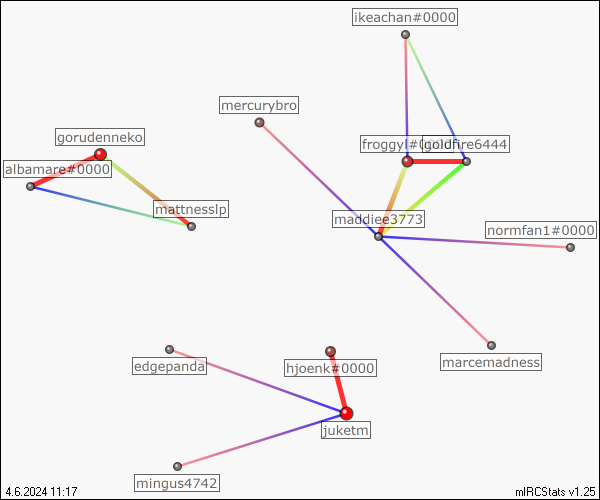 ikeachan#0000
mercurybro
gorudenneko
froggyl#0000
goldfire6444
albamare#0000
mattnesslp
maddiee3773
normfan1#0000
edgepanda
hjoenk#0000
marcemadness
juketm
mingus4742
4.6.2024 11:17
mIRCStats v1.25